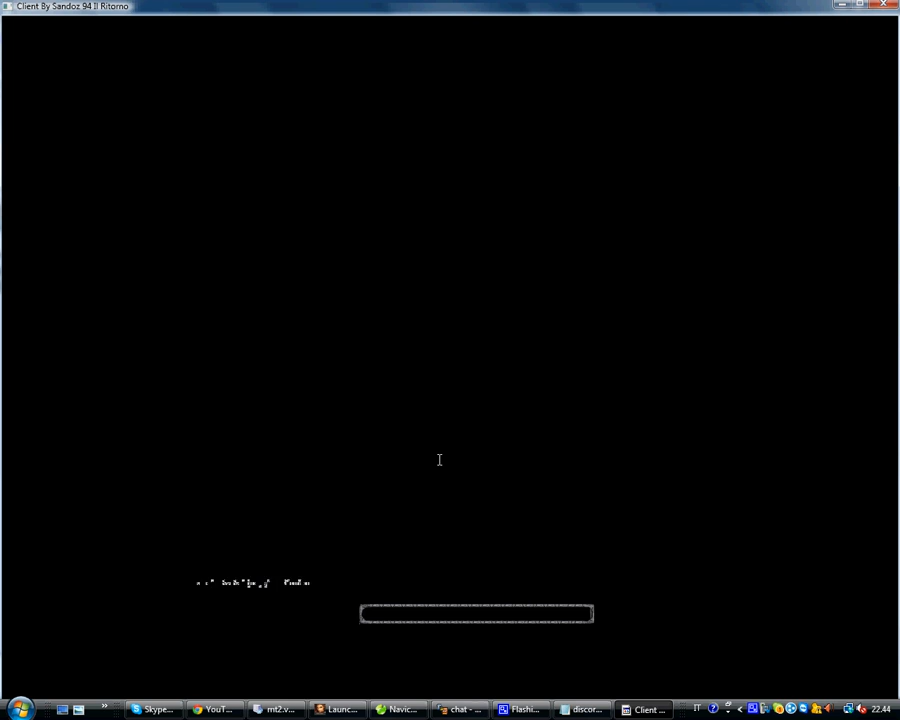 Client By Sandoz 94 Il Ritorno
Skype...
YouT...
mt2.v...
Launc...
Navic...
chat - ...
Flashi...
discor...
Client ...
IT
22.44